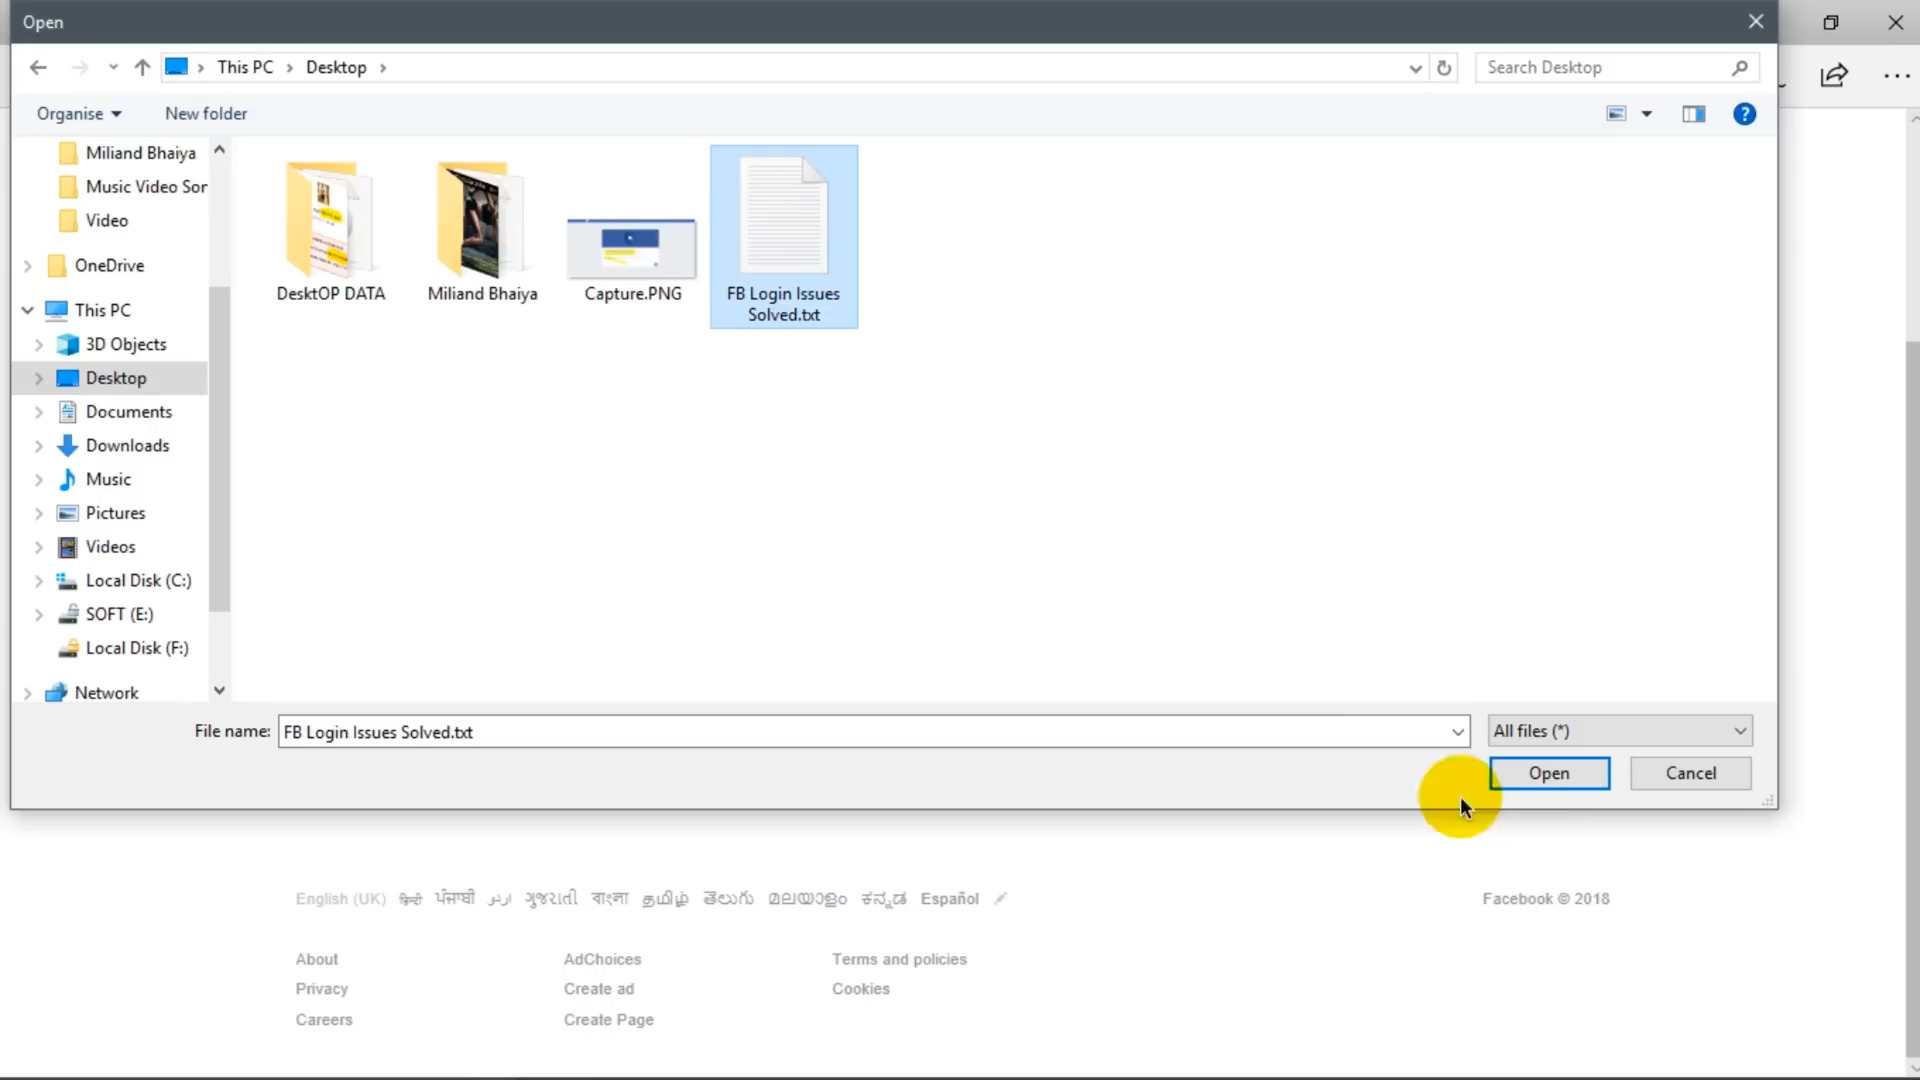 Open
This PC
Desktop
Search Desktop
Organise
New folder
Miliand Bhaiya
Music Video Sor
Video
OneDrive
This PC
3D Objects
Desktop
Documents
Downloads
Music
Pictures
Videos
Local Disk (C:)
SOFT (E:)
Local Disk (F:)
Network
DesktOP DATA
Miliand Bhaiya
Capture.PNG
FB Login Issues
Solved.txt
File name: FB Login Issues Solved.txt
All files (*)
Open
Cancel
English (UK) हिन्दी ਪੰਜਾਬੀ اردو ગુજરાતી বাংলা தமிழ் తెలుగు മലയാളം ಕನ್ನಡ Español
Facebook © 2018
About
AdChoices
Terms and policies
Privacy
Create ad
Cookies
Careers
Create Page